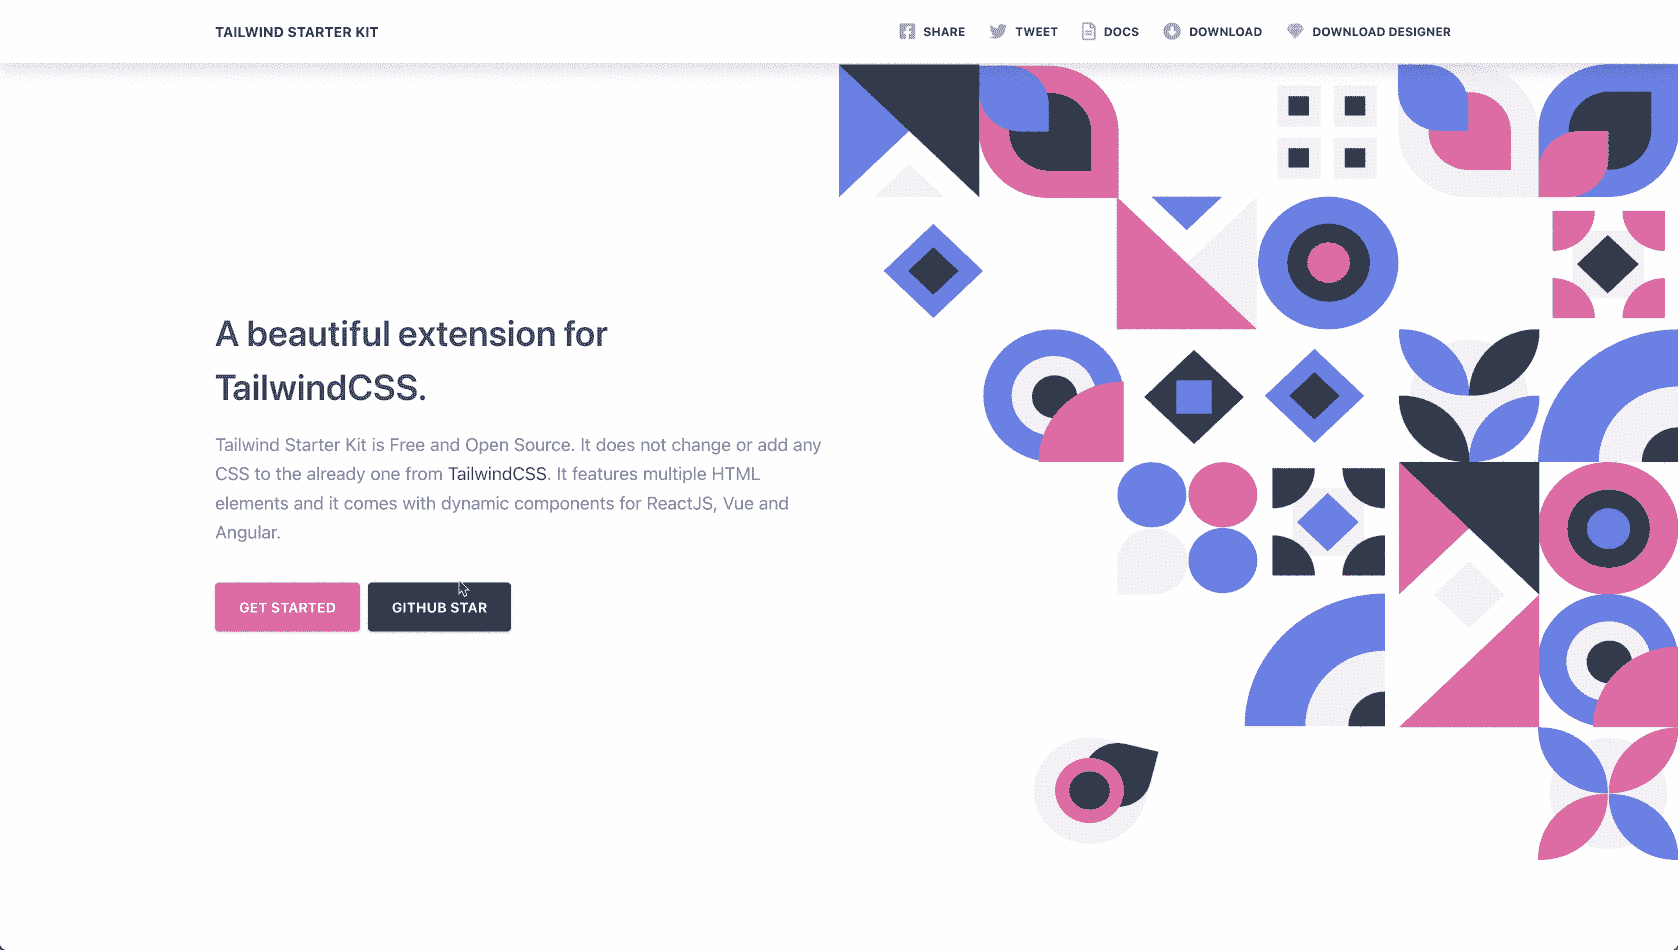 TAILWIND STARTER KIT
SHARE
TWEET
DOCS
DOWNLOAD
DOWNLOAD DESIGNER
A beautiful extension for
TailwindCSS.
Tailwind Starter Kit is Free and Open Source. It does not change or add any
CSS to the already one from TailwindCSS. It features multiple HTML
elements and it comes with dynamic components for ReactJS, Vue and
Angular.
GET STARTED
GITHUB STAR